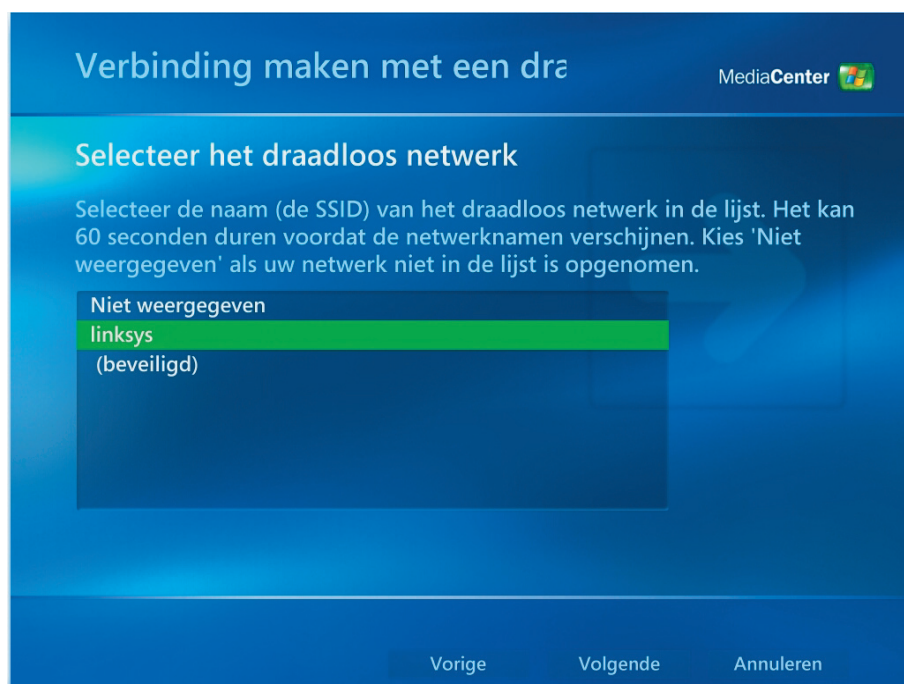 Verbinding maken met een dra
MediaCenter
Selecteer het draadloos netwerk
Selecteer de naam (de SSID) van het draadloos netwerk in de lijst. Het kan
60 seconden duren voordat de netwerknamen verschijnen. Kies 'Niet
weergegeven' als uw netwerk niet in de lijst is opgenomen.
Niet weergegeven
linksys
(beveiligd)
Vorige Volgende Annuleren